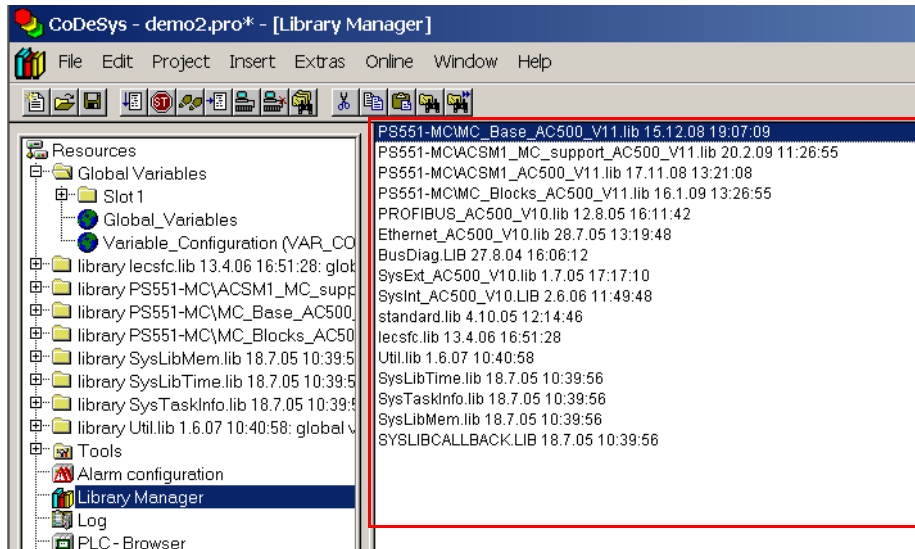 CoDeSys - demo2.pro* - [Library Manager]
File Edit Project Insert Extras Online Window Help
Resources
Global Variables
Slot 1
Global_Variables
Variable_Configuration (VAR_CO
library Iecsfc.lib 13.4.06 16:51:28: glob
library PS551-MC\ACSM1_MC_supp
library PS551-MC\MC_Base_AC500_
library PS551-MC\MC_Blocks_AC50
library SysLibMem.lib 18.7.05 10:39:5
library SysLibTime.lib 18.7.05 10:39:5
library SysTaskInfo.lib 18.7.05 10:39:5
library Util.lib 1.6.07 10:40:58: global v
Tools
Alarm configuration
Library Manager
Log
PLC - Browser
PS551-MC\MC_Base_AC500_V11.lib 15.12.08 19:07:09
PS551-MC\ACSM1_MC_support_AC500_V11.lib 20.2.09 11:26:55
PS551-MC\ACSM1_AC500_V11.lib 17.11.08 13:21:08
PS551-MC\MC_Blocks_AC500_V11.lib 16.1.09 13:26:55
PROFIBUS_AC500_V10.lib 12.8.05 16:11:42
Ethernet_AC500_V10.lib 28.7.05 13:19:48
BusDiag.LIB 27.8.04 16:06:12
SysExt_AC500_V10.lib 1.7.05 17:17:10
SysInt_AC500_V10.LIB 2.6.06 11:49:48
standard.lib 4.10.05 12:14:46
Iecsfc.lib 13.4.06 16:51:28
Util.lib 1.6.07 10:40:58
SysLibTime.lib 18.7.05 10:39:56
SysTaskInfo.lib 18.7.05 10:39:56
SysLibMem.lib 18.7.05 10:39:56
SYSLIBCALLBACK.LIB 18.7.05 10:39:56